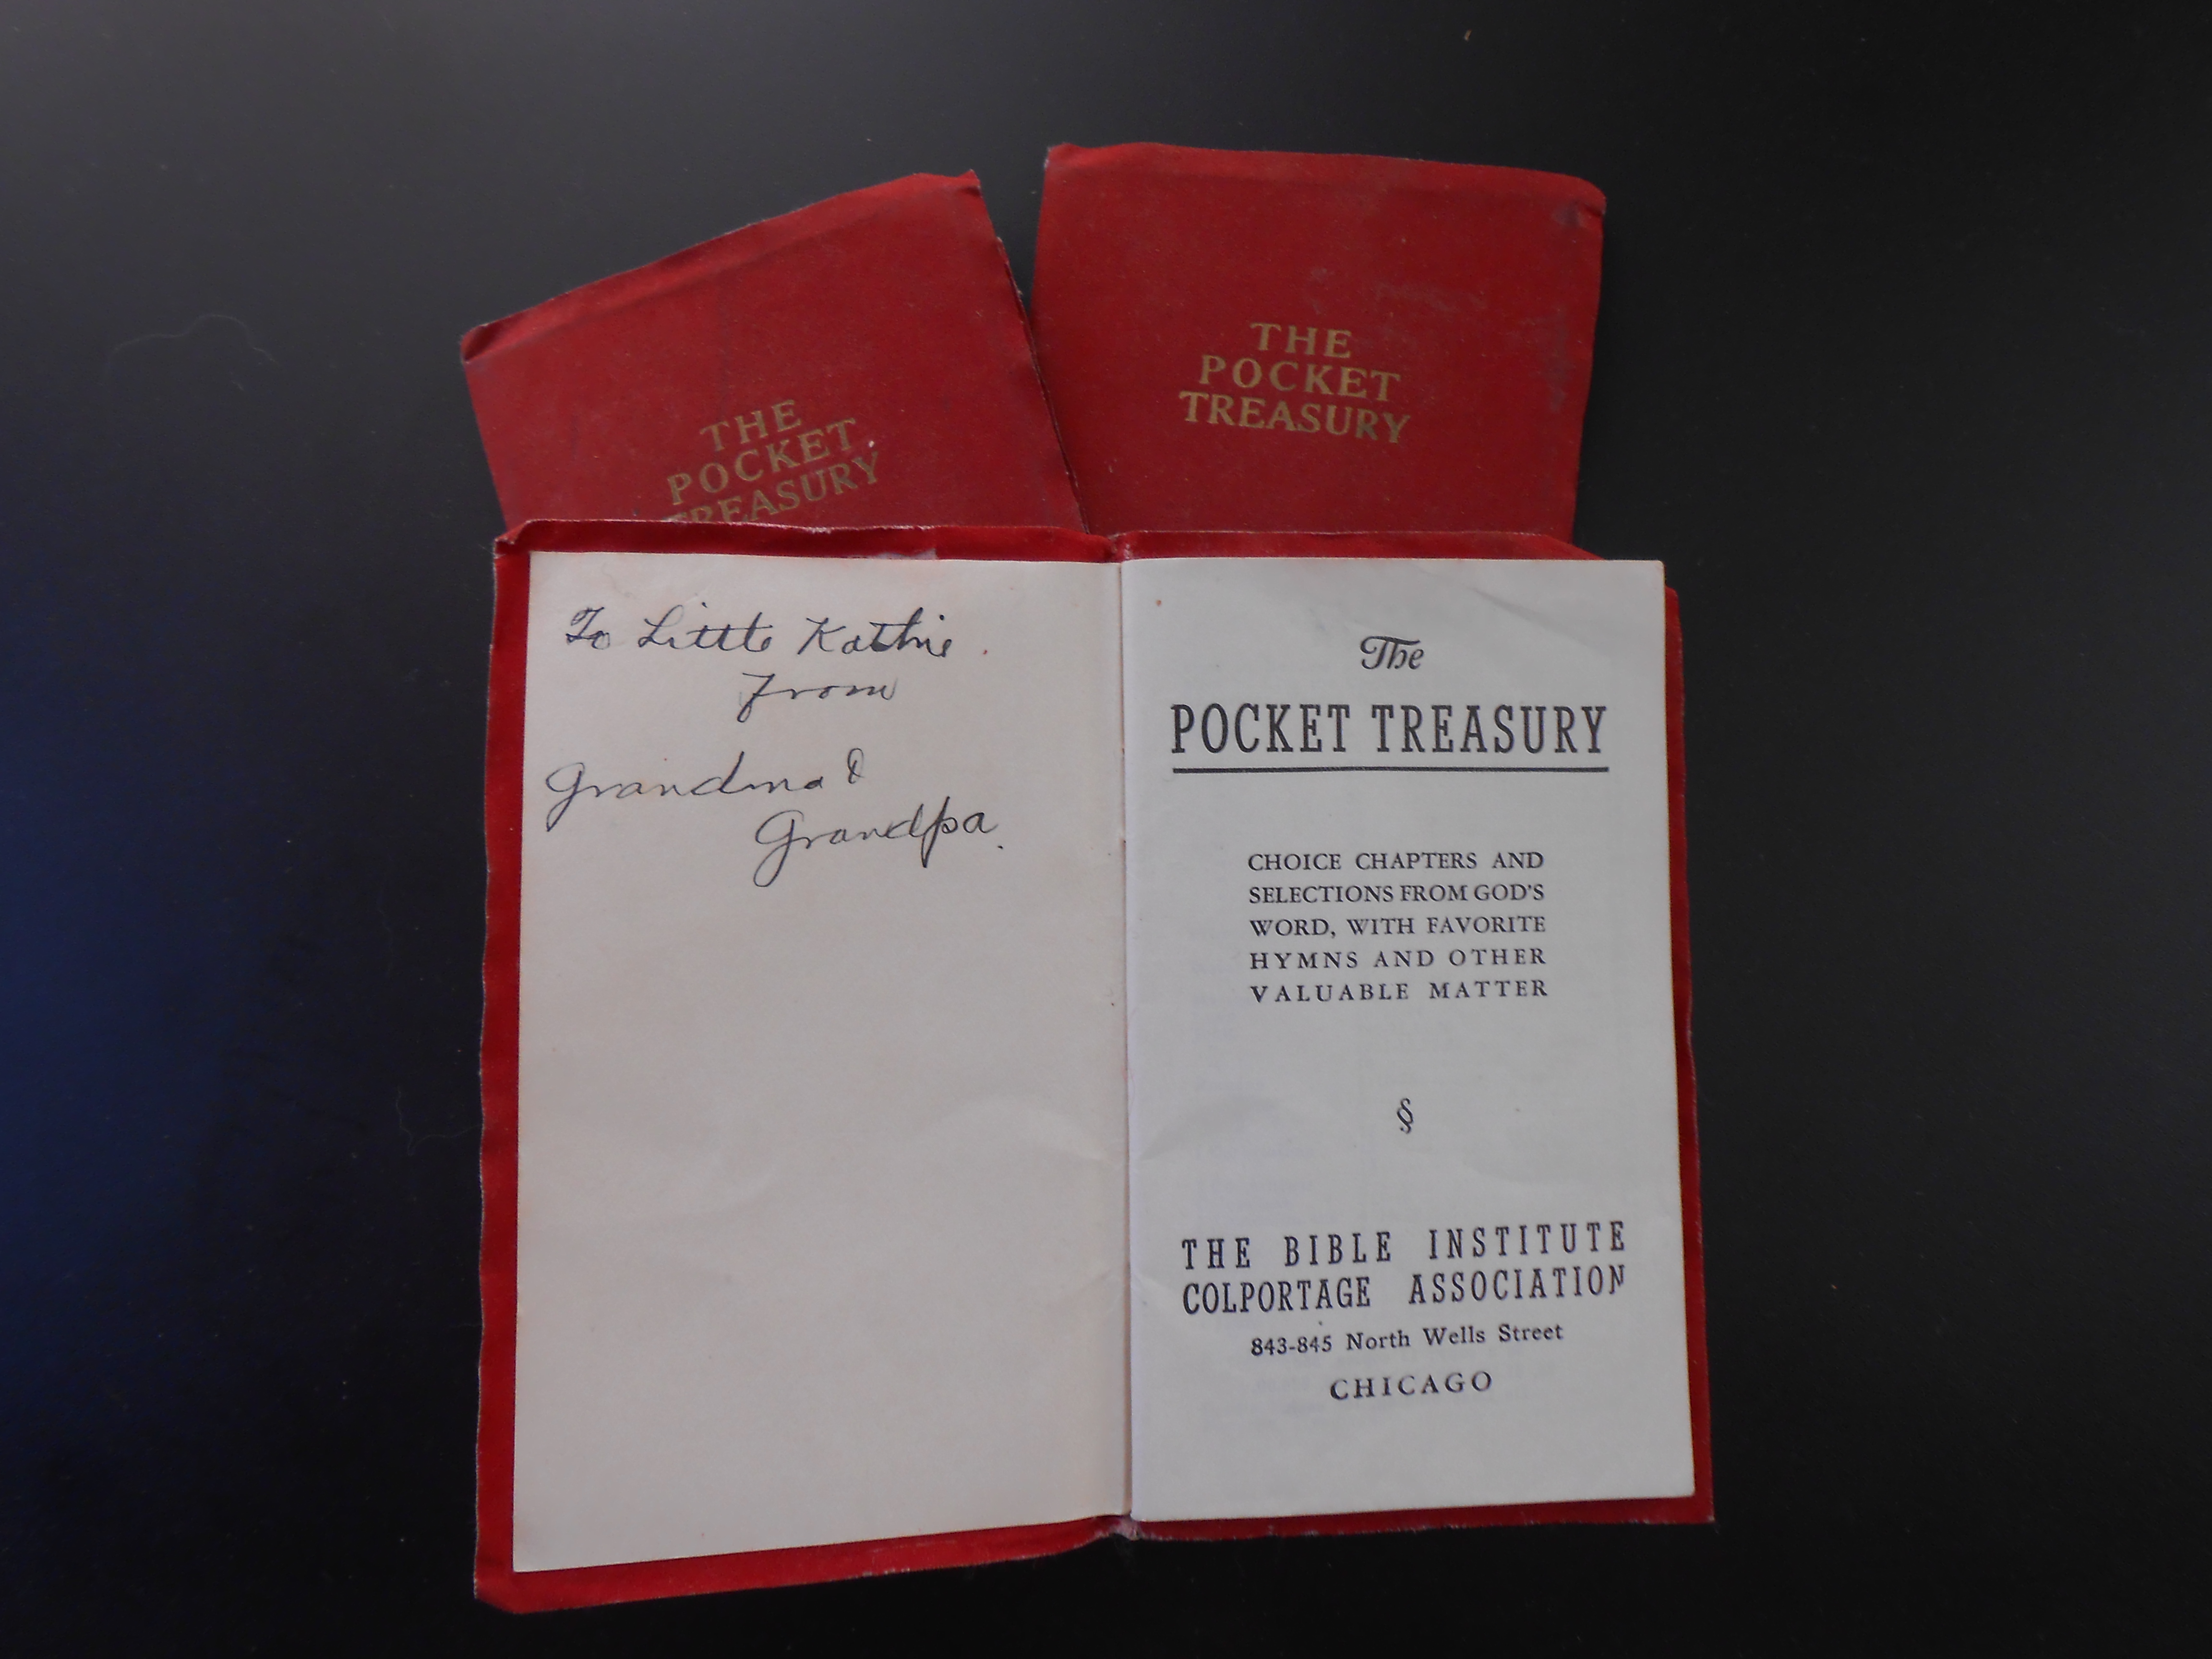 THE
POCKET
TREASURY
THE
POCKET
TREASURY
To Little Kathie.
From
Grandma &
Grandpa.
The
POCKET TREASURY
CHOICE CHAPTERS AND
SELECTIONS FROM GOD'S
WORD, WITH FAVORITE
HYMNS AND OTHER
VALUABLE MATTER
§
THE BIBLE INSTITUTE
COLPORTAGE ASSOCIATION
843-845 North Wells Street
CHICAGO